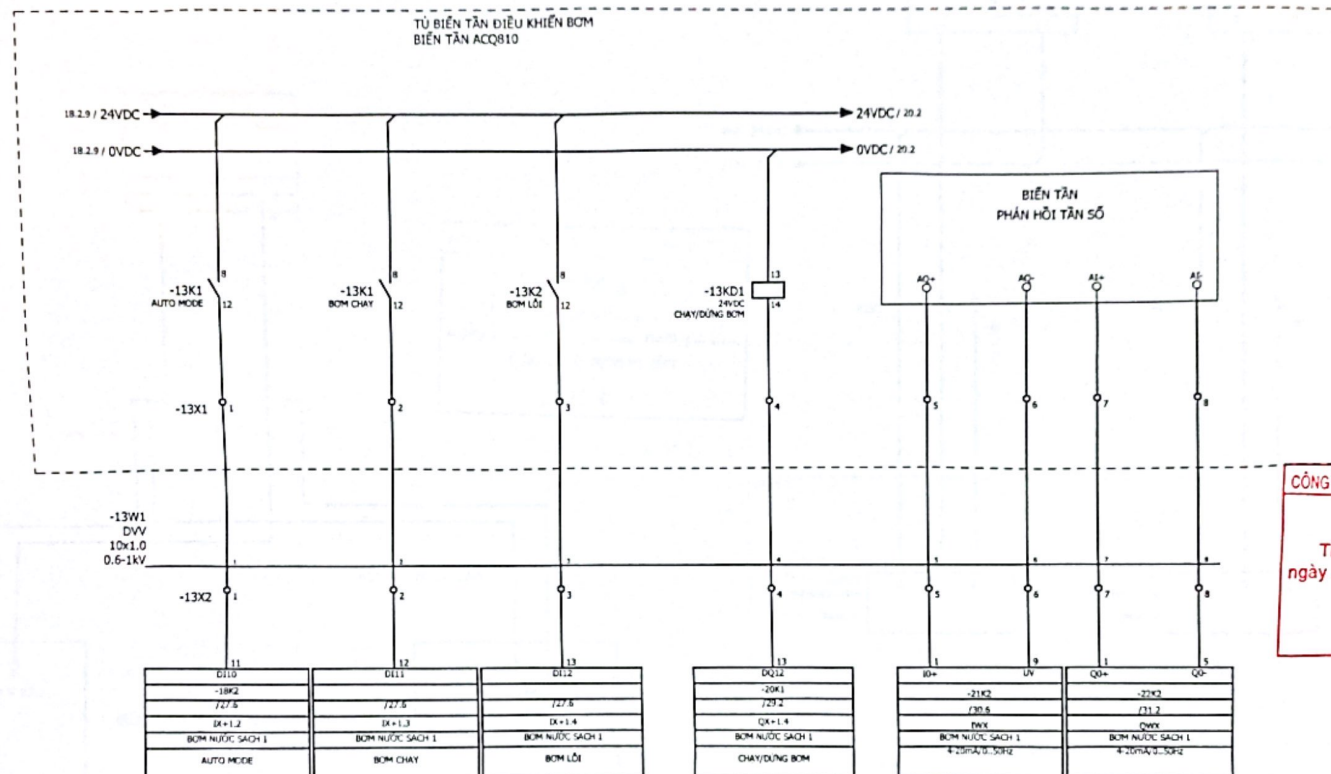 TỦ BIẾN TẦN ĐIỀU KHIỂN BƠM
BIẾN TẦN ACQ810
18.2.9 / 24VDC
24VDC / 20.2
18.2.9 / 0VDC
0VDC / 20.2
BIẾN TẦN
PHẢN HỒI TẦN SỐ
AO+ AO- AI+ AI-
8 8 8 13
-13K1 -13K1 -13K2 -13KD1
AUTO MODE 12 BƠM CHẠY 12 BƠM LỖI 12 24VDC 14
CHẠY/DỪNG BƠM
-13X1 1 2 3 4 5 6 7 8
CÔNG
-13W1
DVV
10x1.0
0.6-1kV
ngày
-13X2 1 2 3 4 5 6 7 8
11 12 13 13 1 9 1 5
DI10 DI11 DI12 DQ12 I0+ UV Q0+ Q0-
-18K2 -20K1 -21K2 -22K2
/27.6 /27.6 /27.6 /29.2 /30.6 /31.2
IX+1.2 IX+1.3 IX+1.4 QX+1.4 IWX QWX
BƠM NƯỚC SẠCH 1 BƠM NƯỚC SẠCH 1 BƠM NƯỚC SẠCH 1 BƠM NƯỚC SẠCH 1 BƠM NƯỚC SẠCH 1 BƠM NƯỚC SẠCH 1
AUTO MODE BƠM CHẠY BƠM LỖI CHẠY/DỪNG BƠM 4-20mA/0..50Hz 4-20mA/0..50Hz